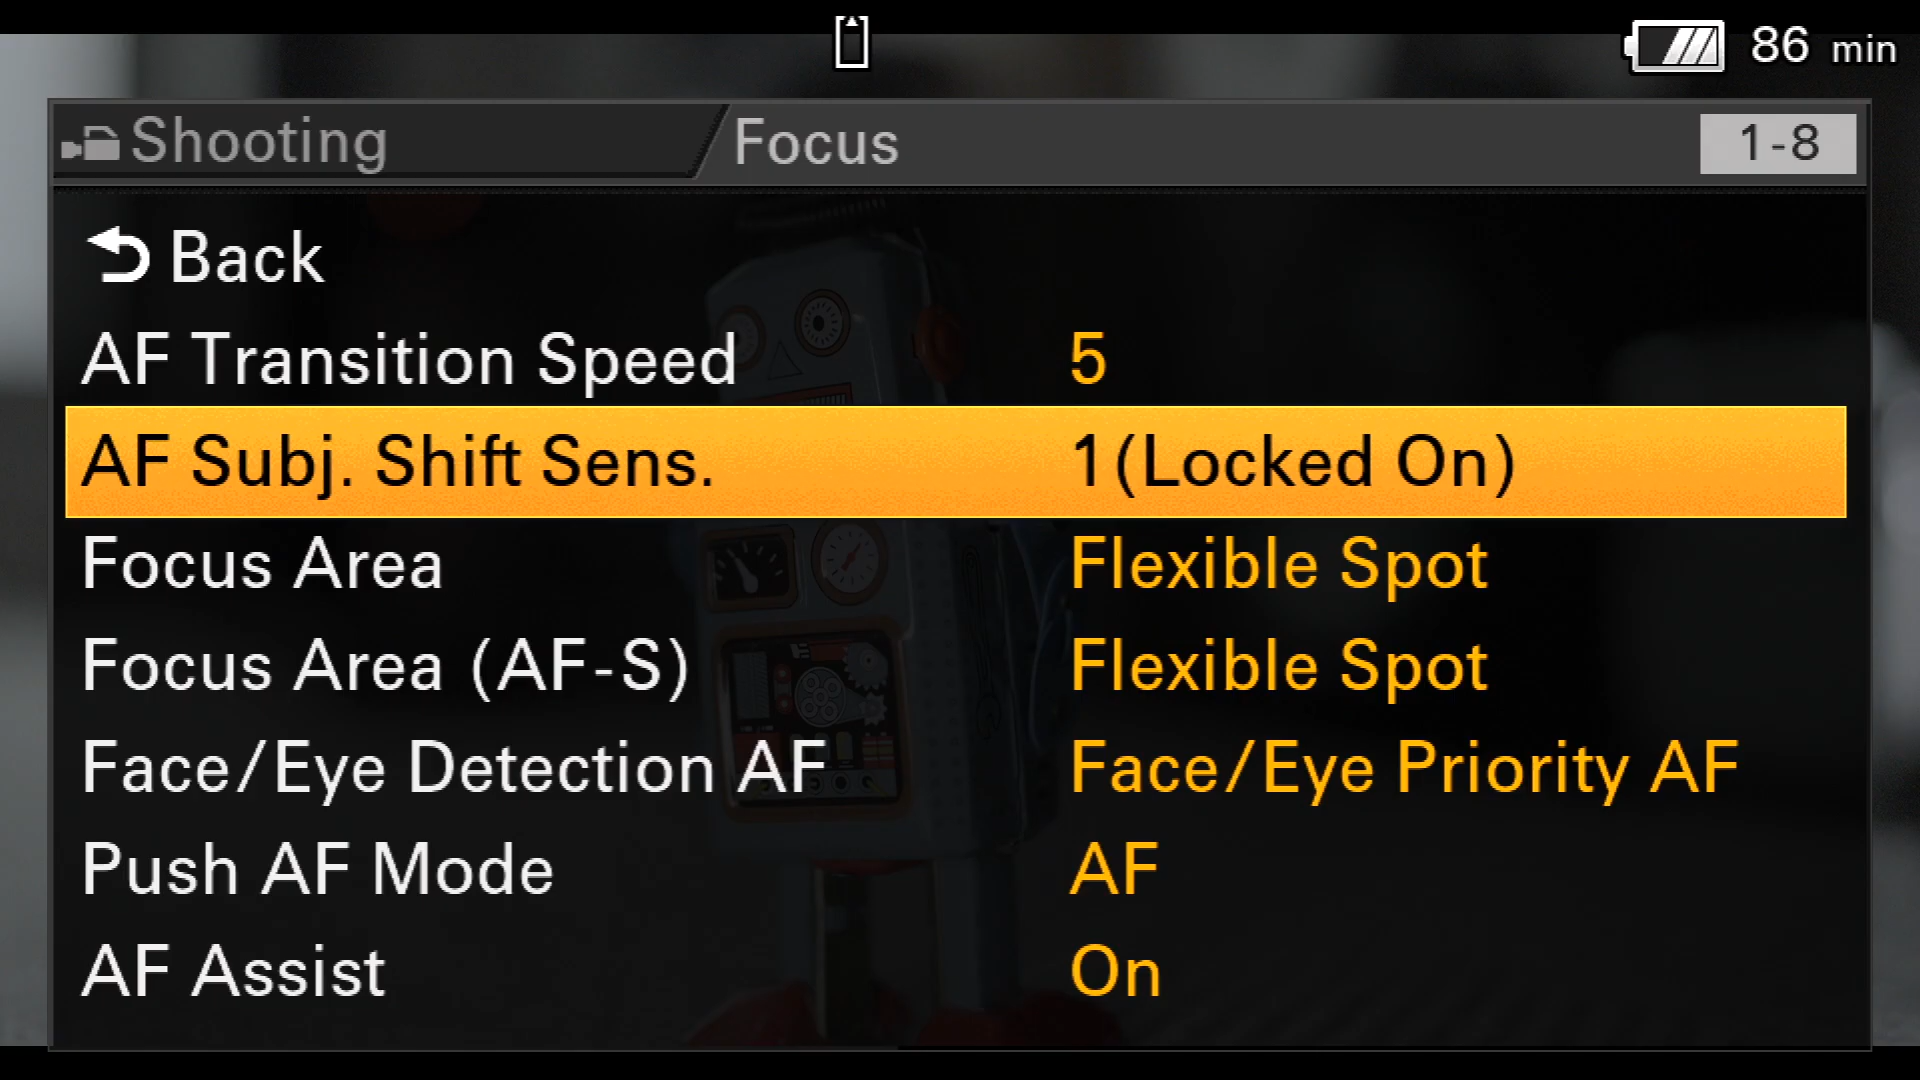 86 min
Shooting
Focus
1-8
Back
AF Transition Speed 5
AF Subj. Shift Sens. 1(Locked On)
Focus Area Flexible Spot
Focus Area (AF-S) Flexible Spot
Face/Eye Detection AF Face/Eye Priority AF
Push AF Mode AF
AF Assist On